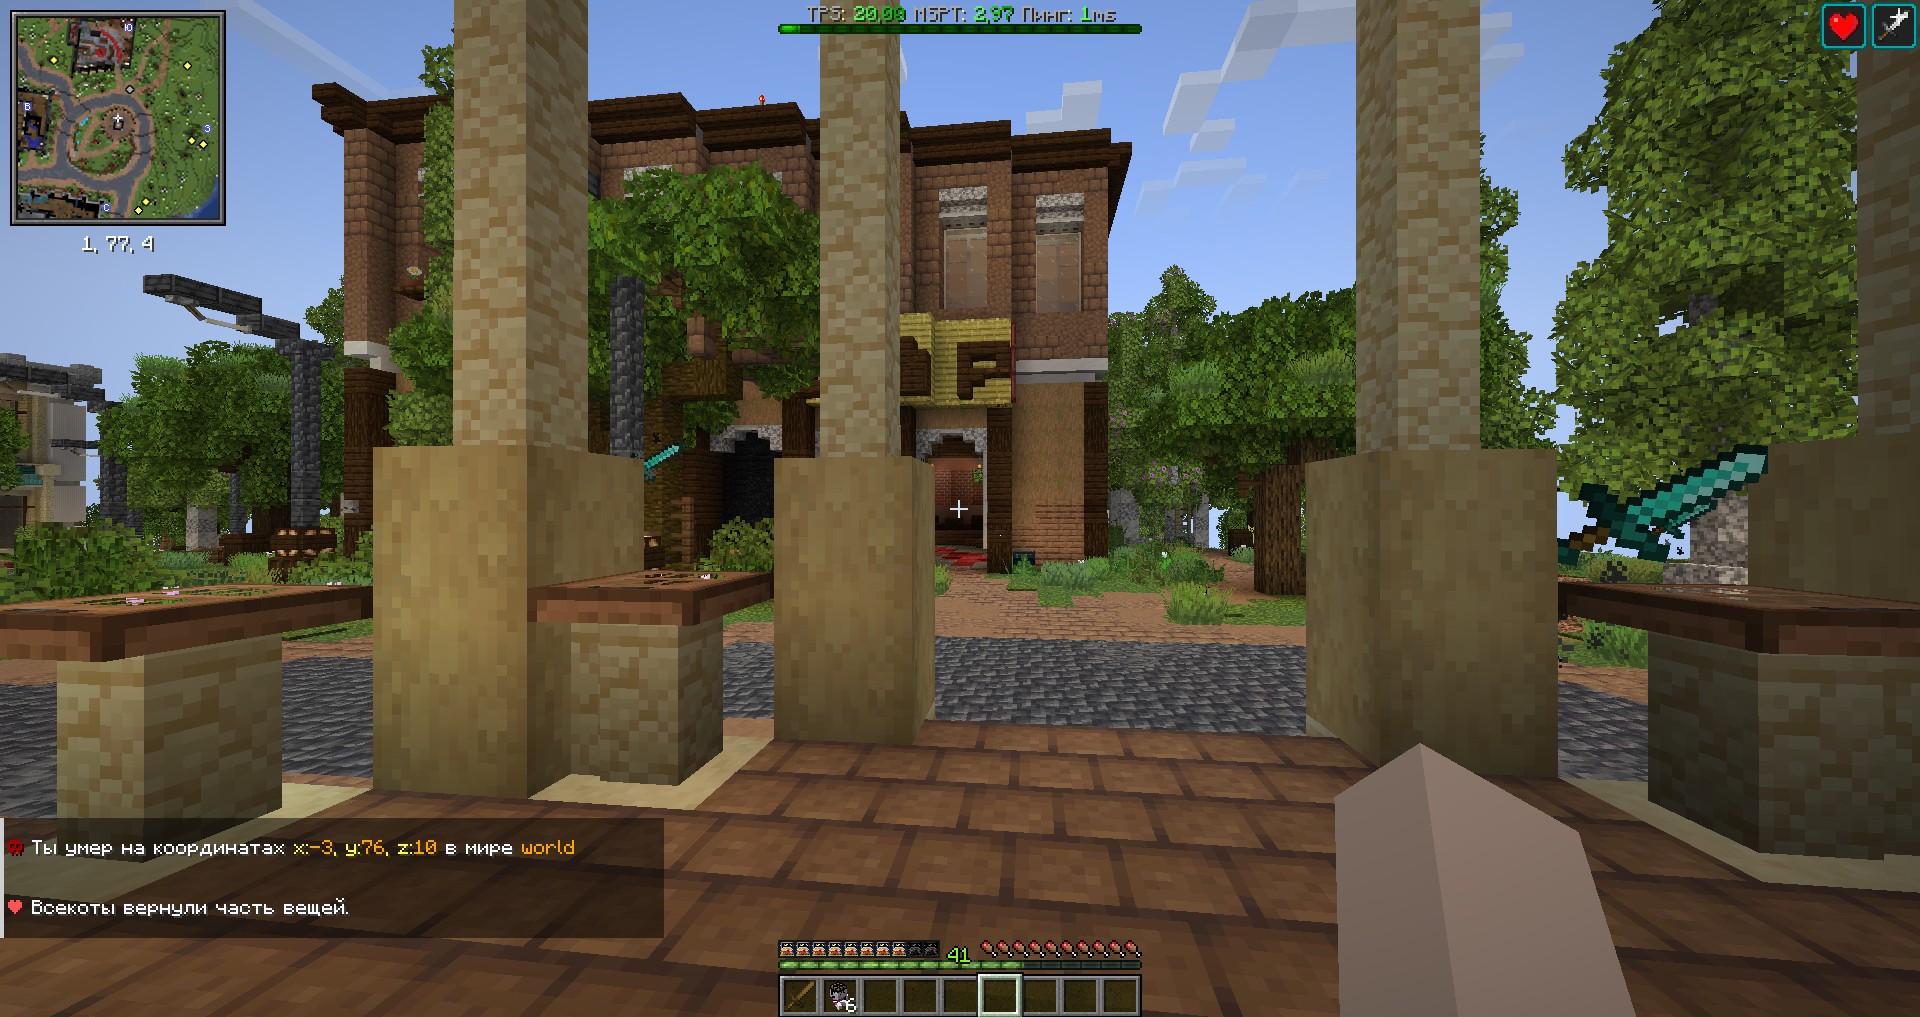 TPS: 20,00 MSPT: 2,97 Пинг: 1ms
Ю
В
З
С
1, 77, 4
Ты умер на координатах x:-3, y:76, z:10 в мире world
Всекоты вернули часть вещей.
41
6